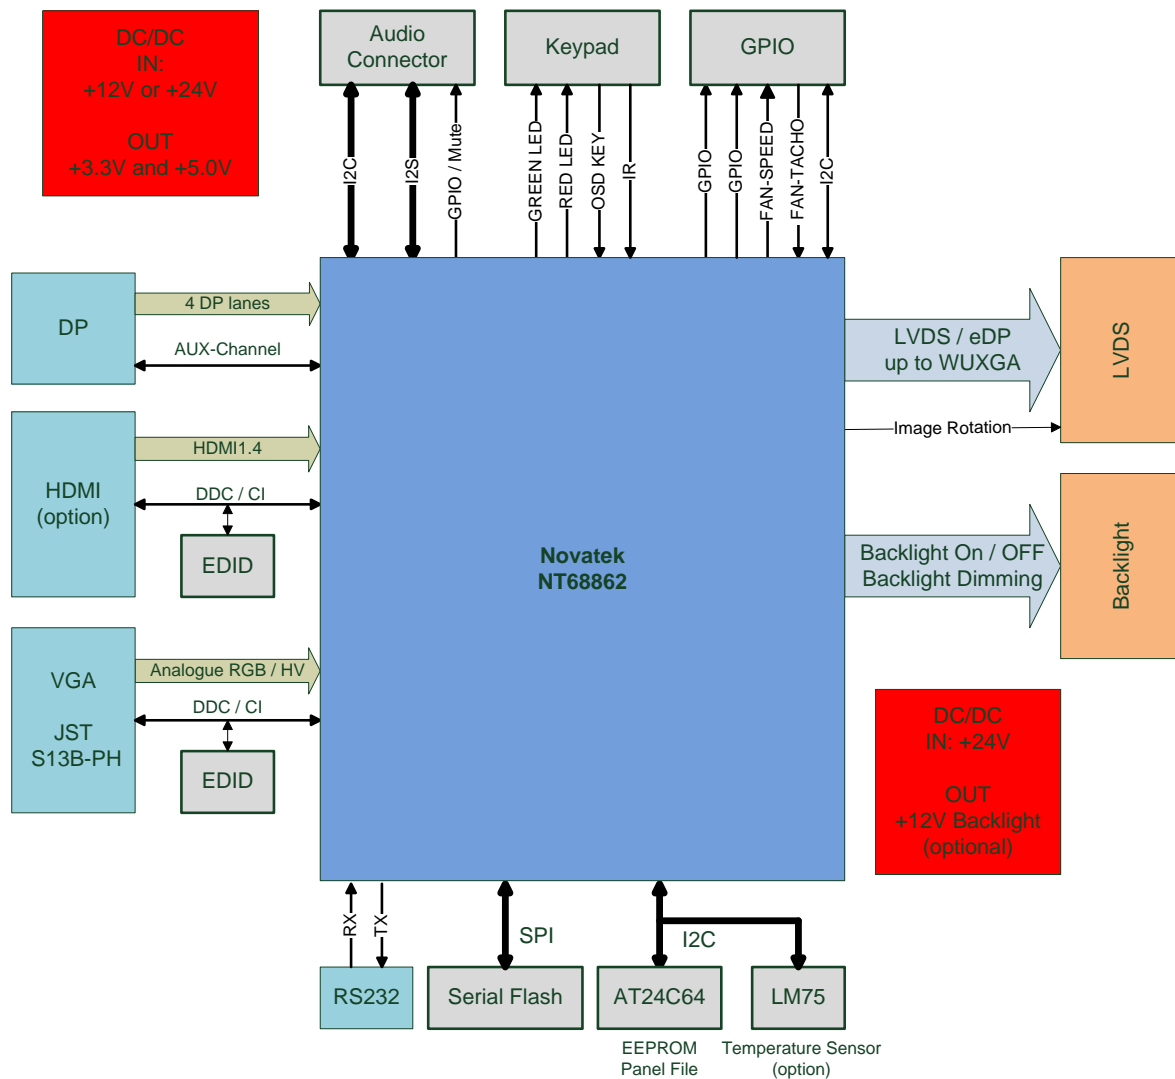 DC/DC
IN:
+12V or +24V
OUT
+3.3V and +5.0V
Audio
Connector
Keypad
GPIO
I2C
I2S
GPIO / Mute
GREEN LED
RED LED
OSD KEY
IR
GPIO
GPIO
FAN-SPEED
FAN-TACHO
I2C
DP
4 DP lanes
AUX-Channel
HDMI
(option)
HDMI1.4
DDC / CI
EDID
VGA
JST
S13B-PH
Analogue RGB / HV
DDC / CI
EDID
Novatek
NT68862
LVDS / eDP
up to WUXGA
Image Rotation
LVDS
Backlight On / OFF
Backlight Dimming
Backlight
DC/DC
IN: +24V
OUT
+12V Backlight
(optional)
RX
TX
SPI
I2C
RS232
Serial Flash
AT24C64
LM75
EEPROM
Panel File
Temperature Sensor
(option)